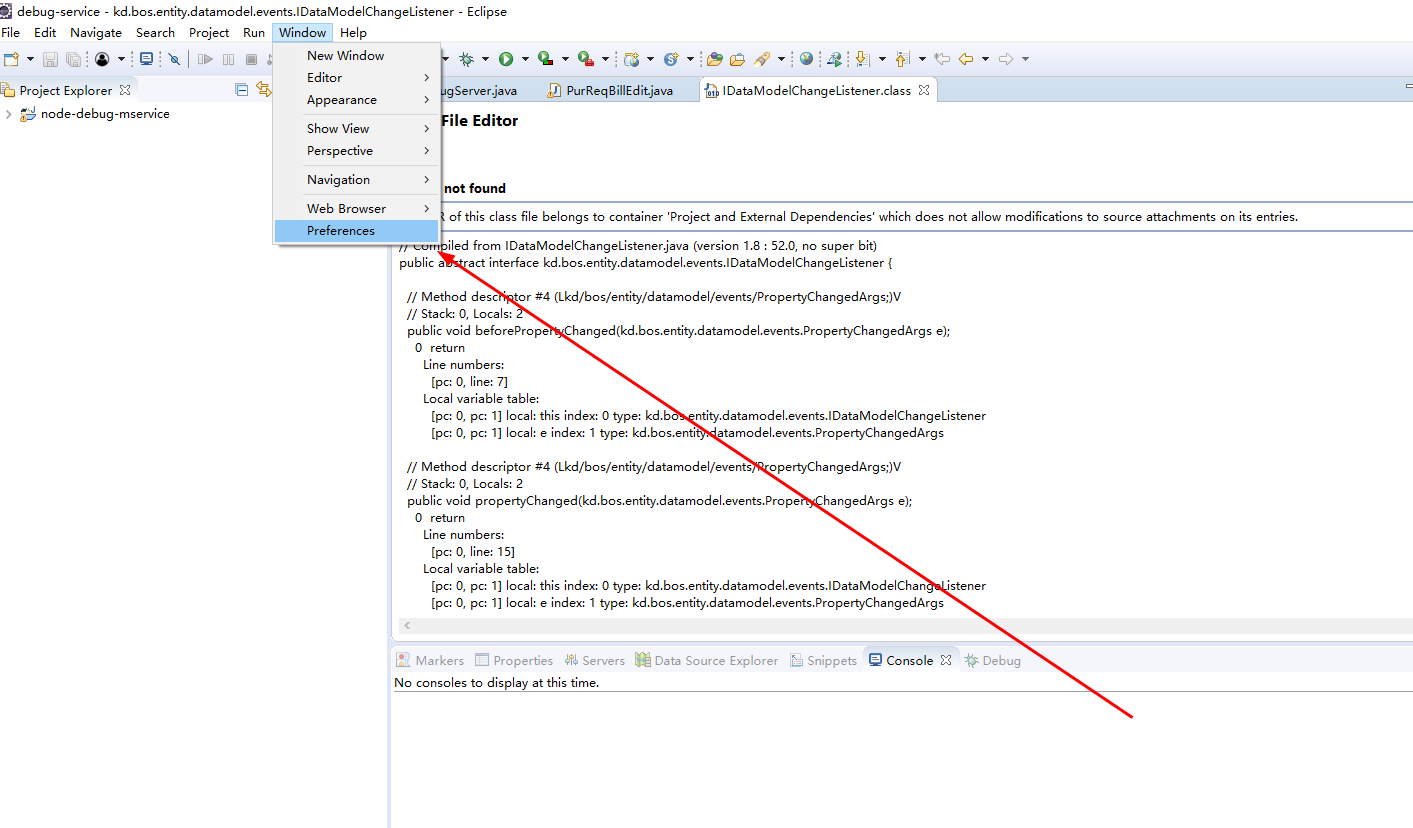 debug-service - kd.bos.entity.datamodel.events.IDataModelChangeListener - Eclipse
File Edit Navigate Search Project Run Window Help
New Window
Editor
Appearance
Show View
Perspective
Navigation
Web Browser
Preferences
Project Explorer
node-debug-mservice
ugServer.java PurReqBillEdit.java IDataModelChangeListener.class
File Editor
not found
R of this class file belongs to container 'Project and External Dependencies' which does not allow modifications to source attachments on its entries.
// Compiled from IDataModelChangeListener.java (version 1.8 : 52.0, no super bit)
public abstract interface kd.bos.entity.datamodel.events.IDataModelChangeListener {
// Method descriptor #4 (Lkd/bos/entity/datamodel/events/PropertyChangedArgs;)V
// Stack: 0, Locals: 2
public void beforePropertyChanged(kd.bos.entity.datamodel.events.PropertyChangedArgs e);
0 return
Line numbers:
[pc: 0, line: 7]
Local variable table:
[pc: 0, pc: 1] local: this index: 0 type: kd.bos.entity.datamodel.events.IDataModelChangeListener
[pc: 0, pc: 1] local: e index: 1 type: kd.bos.entity.datamodel.events.PropertyChangedArgs
// Method descriptor #4 (Lkd/bos/entity/datamodel/events/PropertyChangedArgs;)V
// Stack: 0, Locals: 2
public void propertyChanged(kd.bos.entity.datamodel.events.PropertyChangedArgs e);
0 return
Line numbers:
[pc: 0, line: 15]
Local variable table:
[pc: 0, pc: 1] local: this index: 0 type: kd.bos.entity.datamodel.events.IDataModelChangeListener
[pc: 0, pc: 1] local: e index: 1 type: kd.bos.entity.datamodel.events.PropertyChangedArgs
Markers Properties Servers Data Source Explorer Snippets Console Debug
No consoles to display at this time.